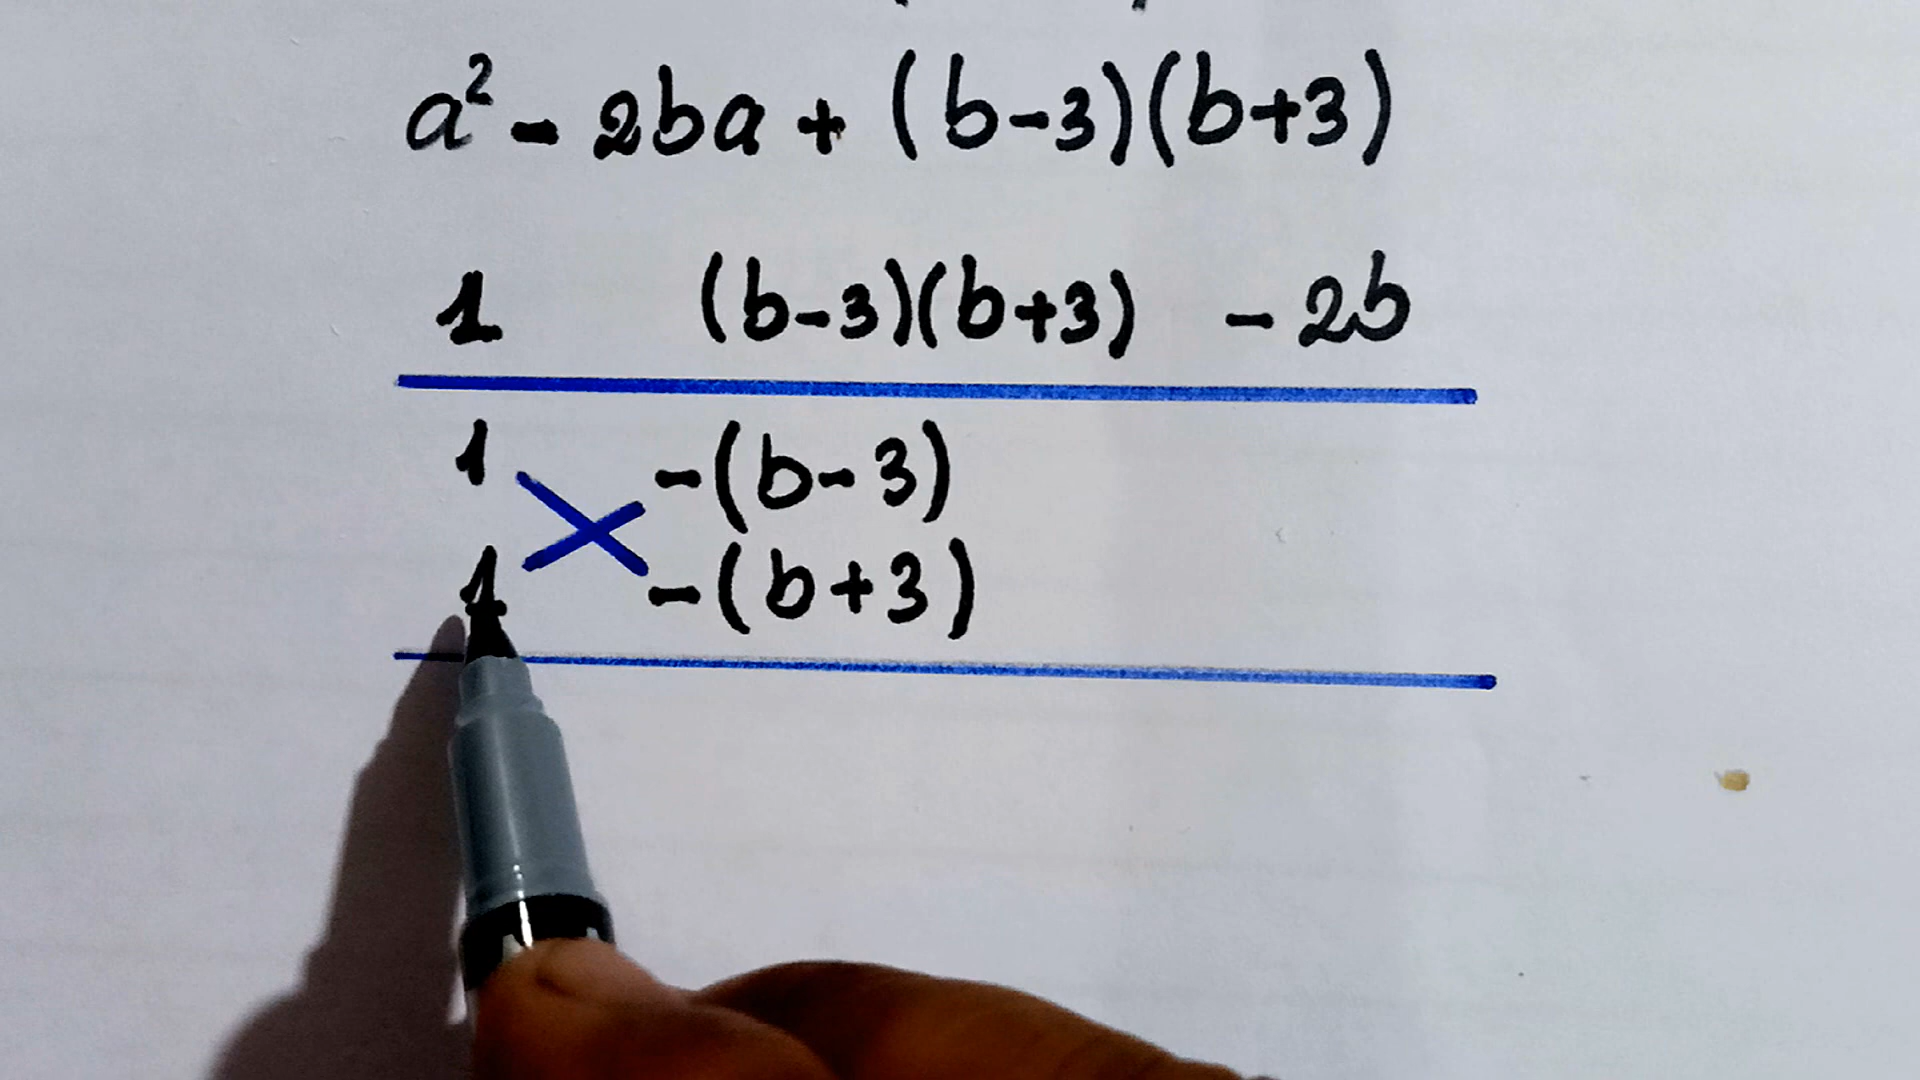 a² - 2ba + (b-3)(b+3)
1 (b-3)(b+3) - 2b
1 -(b-3)
1 -(b+3)